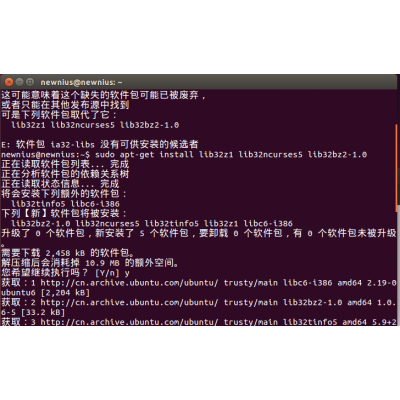 newnius@newnius: ~
这可能意味着这个缺失的软件包可能已被废弃，
或者只能在其他发布源中找到
可是下列软件包取代了它：
lib32z1 lib32ncurses5 lib32bz2-1.0
E: 软件包 ia32-libs 没有可供安装的候选者
newnius@newnius:~$ sudo apt-get install lib32z1 lib32ncurses5 lib32bz2-1.0
正在读取软件包列表... 完成
正在分析软件包的依赖关系树
正在读取状态信息... 完成
将会安装下列额外的软件包：
lib32tinfo5 libc6-i386
下列【新】软件包将被安装：
lib32bz2-1.0 lib32ncurses5 lib32tinfo5 lib32z1 libc6-i386
升级了 0 个软件包，新安装了 5 个软件包，要卸载 0 个软件包，有 0 个软件包未被升级
。
需要下载 2,458 kB 的软件包。
解压缩后会消耗掉 10.9 MB 的额外空间。
您希望继续执行吗？ [Y/n] y
获取：1 http://cn.archive.ubuntu.com/ubuntu/ trusty/main libc6-i386 amd64 2.19-0
ubuntu6 [2,204 kB]
获取：2 http://cn.archive.ubuntu.com/ubuntu/ trusty/main lib32bz2-1.0 amd64 1.0.
6-5 [33.2 kB]
获取：3 http://cn.archive.ubuntu.com/ubuntu/ trusty/main lib32tinfo5 amd64 5.9+2